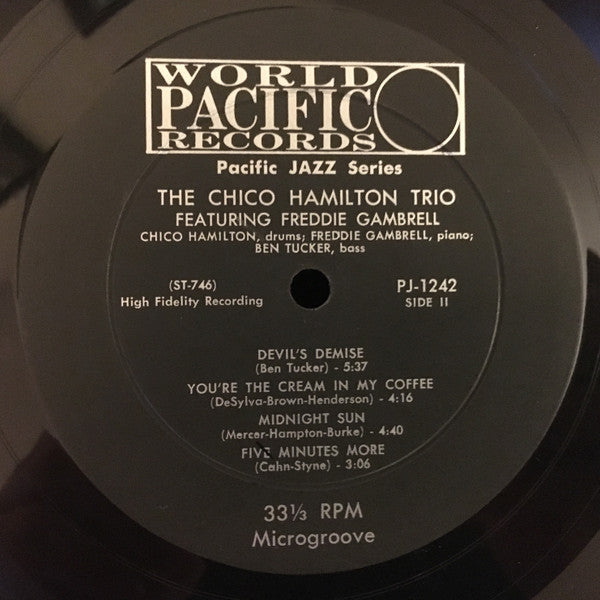 WORLD
PACIFIC
RECORDS
Pacific JAZZ Series
THE CHICO HAMILTON TRIO
FEATURING FREDDIE GAMBRELL
CHICO HAMILTON, drums; FREDDIE GAMBRELL, piano;
BEN TUCKER, bass
(ST-746) PJ-1242
High Fidelity Recording SIDE II
DEVIL'S DEMISE
(Ben Tucker) - 5:37
YOU'RE THE CREAM IN MY COFFEE
(DeSylva-Brown-Henderson) - 4:16
MIDNIGHT SUN
(Mercer-Hampton-Burke) - 4:40
FIVE MINUTES MORE
(Cahn-Styne) - 3:06
33⅓ RPM
Microgroove